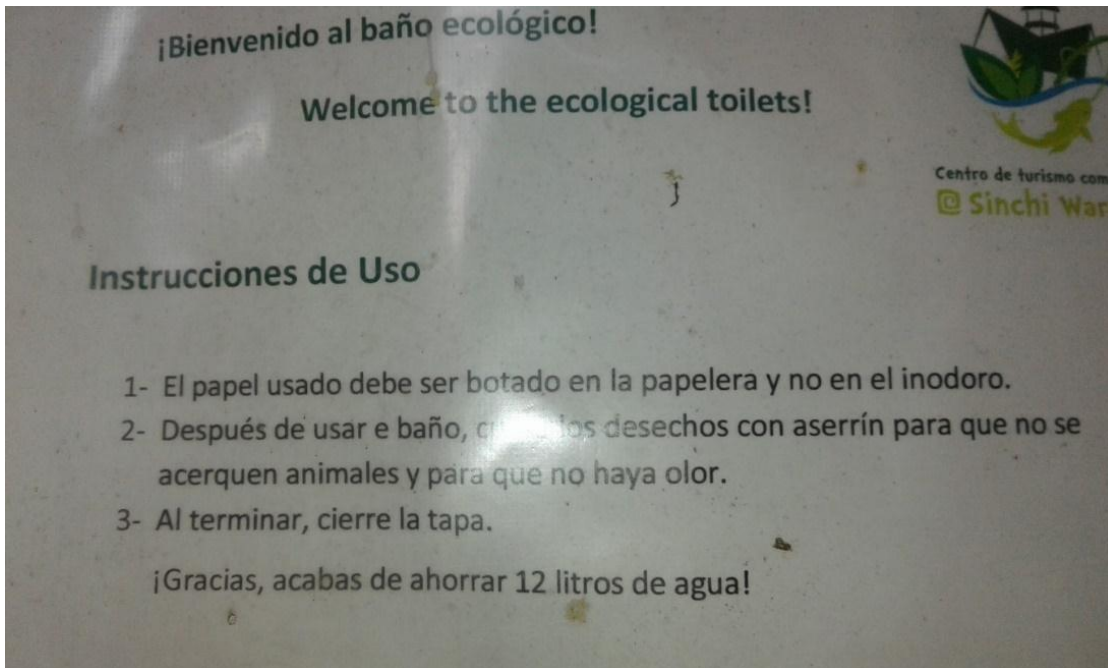 ¡Bienvenido al baño ecológico!
Welcome to the ecological toilets!
Centro de turismo com
@ Sinchi War
Instrucciones de Uso
1- El papel usado debe ser botado en la papelera y no en el inodoro.
2- Después de usar e baño, los desechos con aserrín para que no se
acerquen animales y para que no haya olor.
3- Al terminar, cierre la tapa.
¡Gracias, acabas de ahorrar 12 litros de agua!